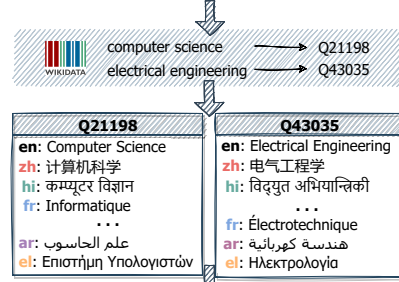 computer science Q21198
WIKIDATA
electrical engineering Q43035
Q21198
en: Computer Science
zh: 计算机科学
hi: कम्प्यूटर विज्ञान
fr: Informatique
...
ar: علم الحاسوب
el: Επιστήμη Υπολογιστών
Q43035
en: Electrical Engineering
zh: 电气工程学
hi: विद्युत अभियान्त्रिकी
...
fr: Électrotechnique
ar: هندسة كهربائية
el: Ηλεκτρολογία